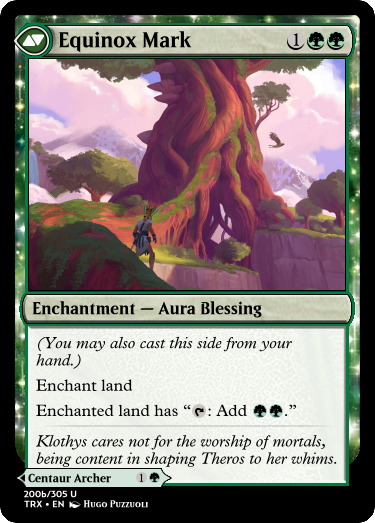 Equinox Mark 1
Enchantment — Aura Blessing
(You may also cast this side from your
hand.)
Enchant land
Enchanted land has “: Add .”
Klothys cares not for the worship of mortals,
being content in shaping Theros to her whims.
Centaur Archer 1
200b/305 U
TRX • EN Hugo Puzzuoli